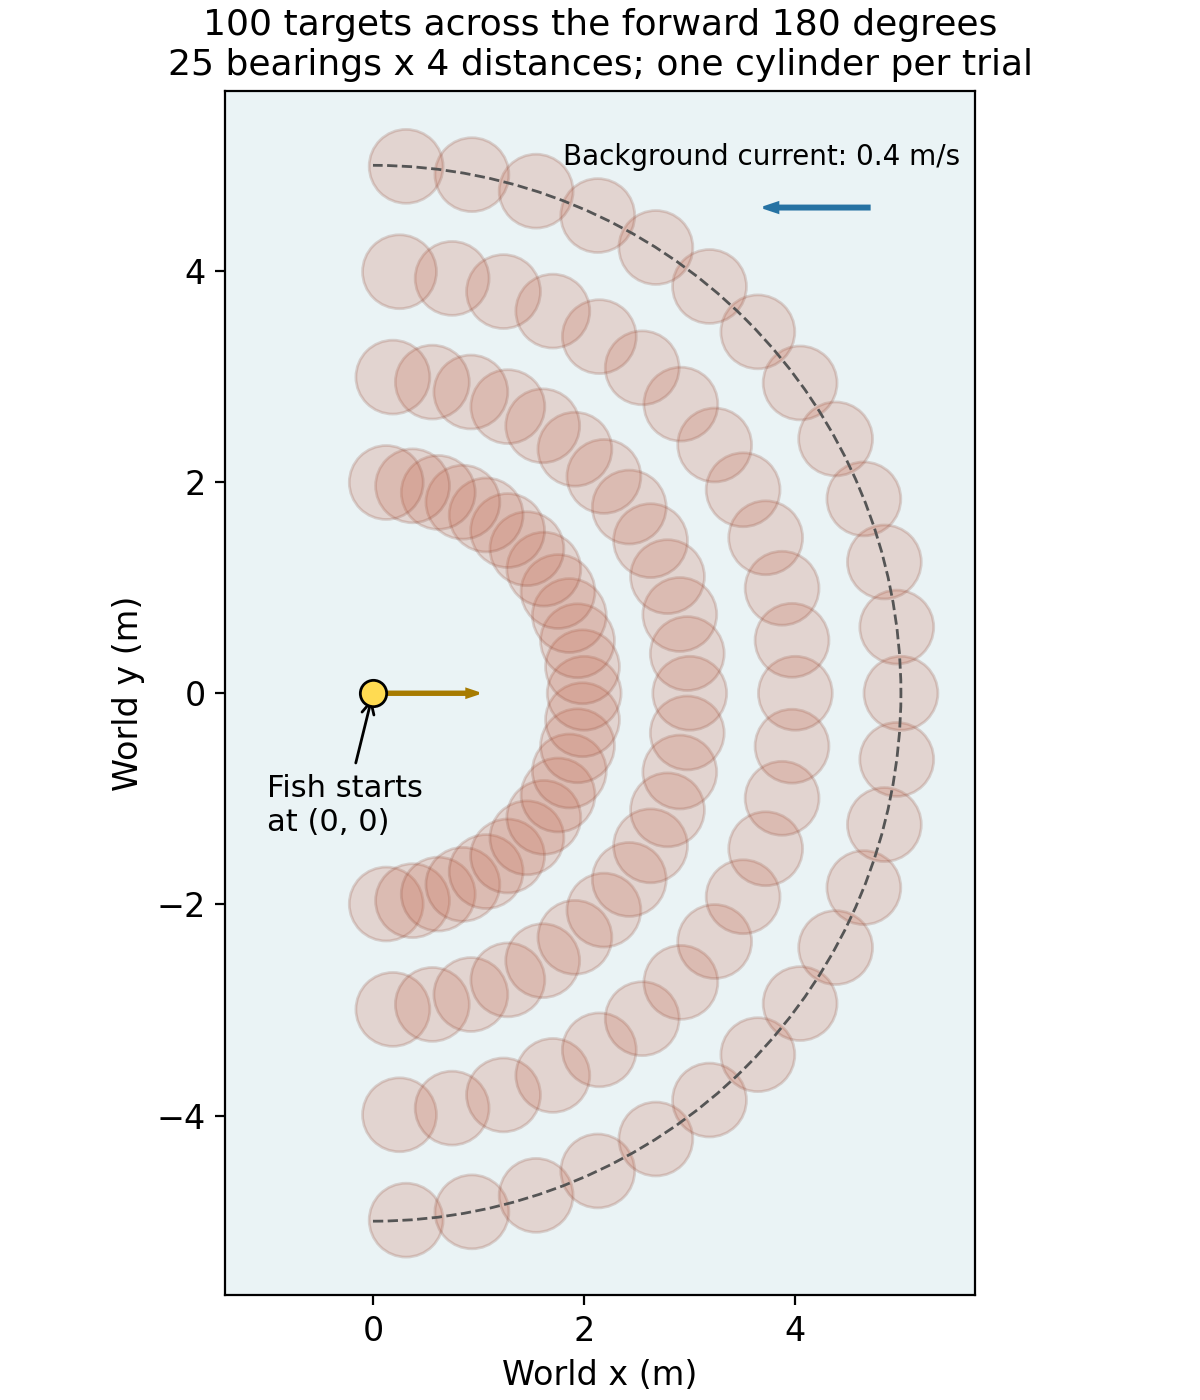 100 targets across the forward 180 degrees
25 bearings x 4 distances; one cylinder per trial
Background current: 0.4 m/s
4
2
0
−2
−4
World y (m)
Fish starts
at (0, 0)
0
2
4
World x (m)